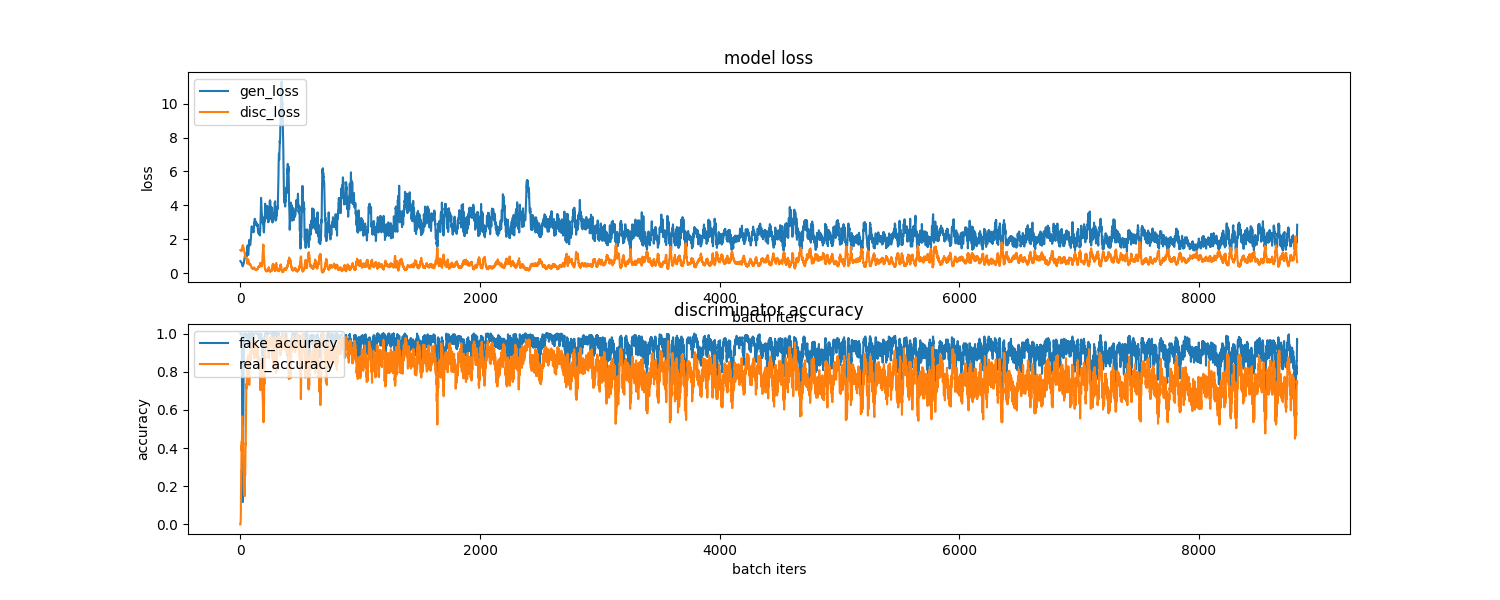 model loss
gen_loss
disc_loss
10
8
6
4
2
0
loss
0 2000 4000 6000 8000
batch iters
discriminator accuracy
fake_accuracy
real_accuracy
1.0
0.8
0.6
0.4
0.2
0.0
accuracy
0 2000 4000 6000 8000
batch iters